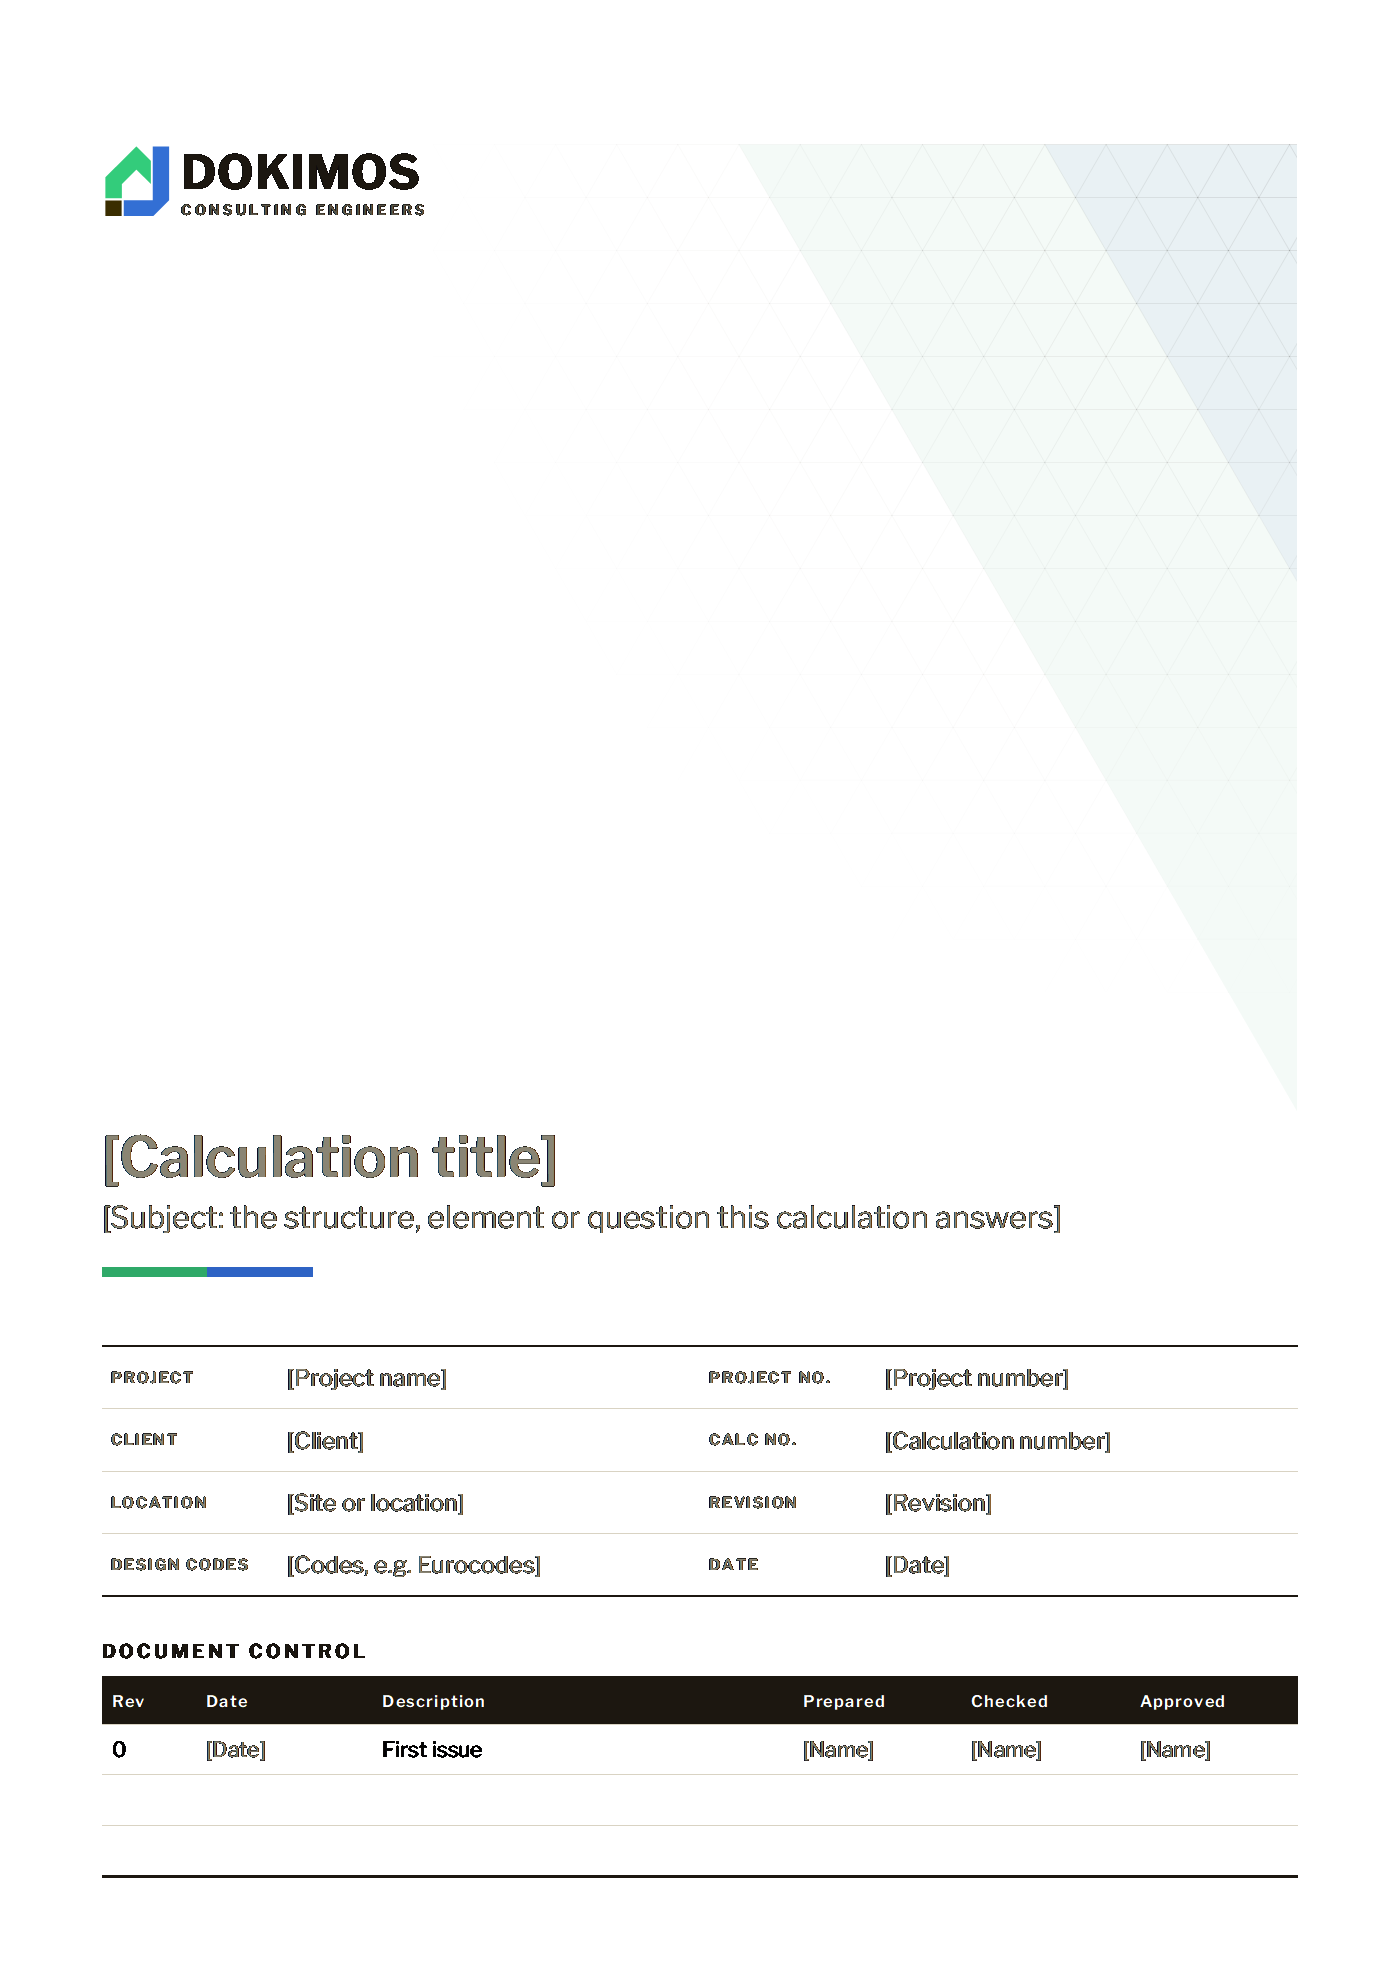 DOKIMOS
CONSULTING ENGINEERS
[Calculation title]
[Subject: the structure, element or question this calculation answers]
PROJECT [Project name] PROJECT NO. [Project number]
CLIENT [Client] CALC NO. [Calculation number]
LOCATION [Site or location] REVISION [Revision]
DESIGN CODES [Codes, e.g. Eurocodes] DATE [Date]
DOCUMENT CONTROL
Rev Date Description Prepared Checked Approved
0 [Date] First issue [Name] [Name] [Name]